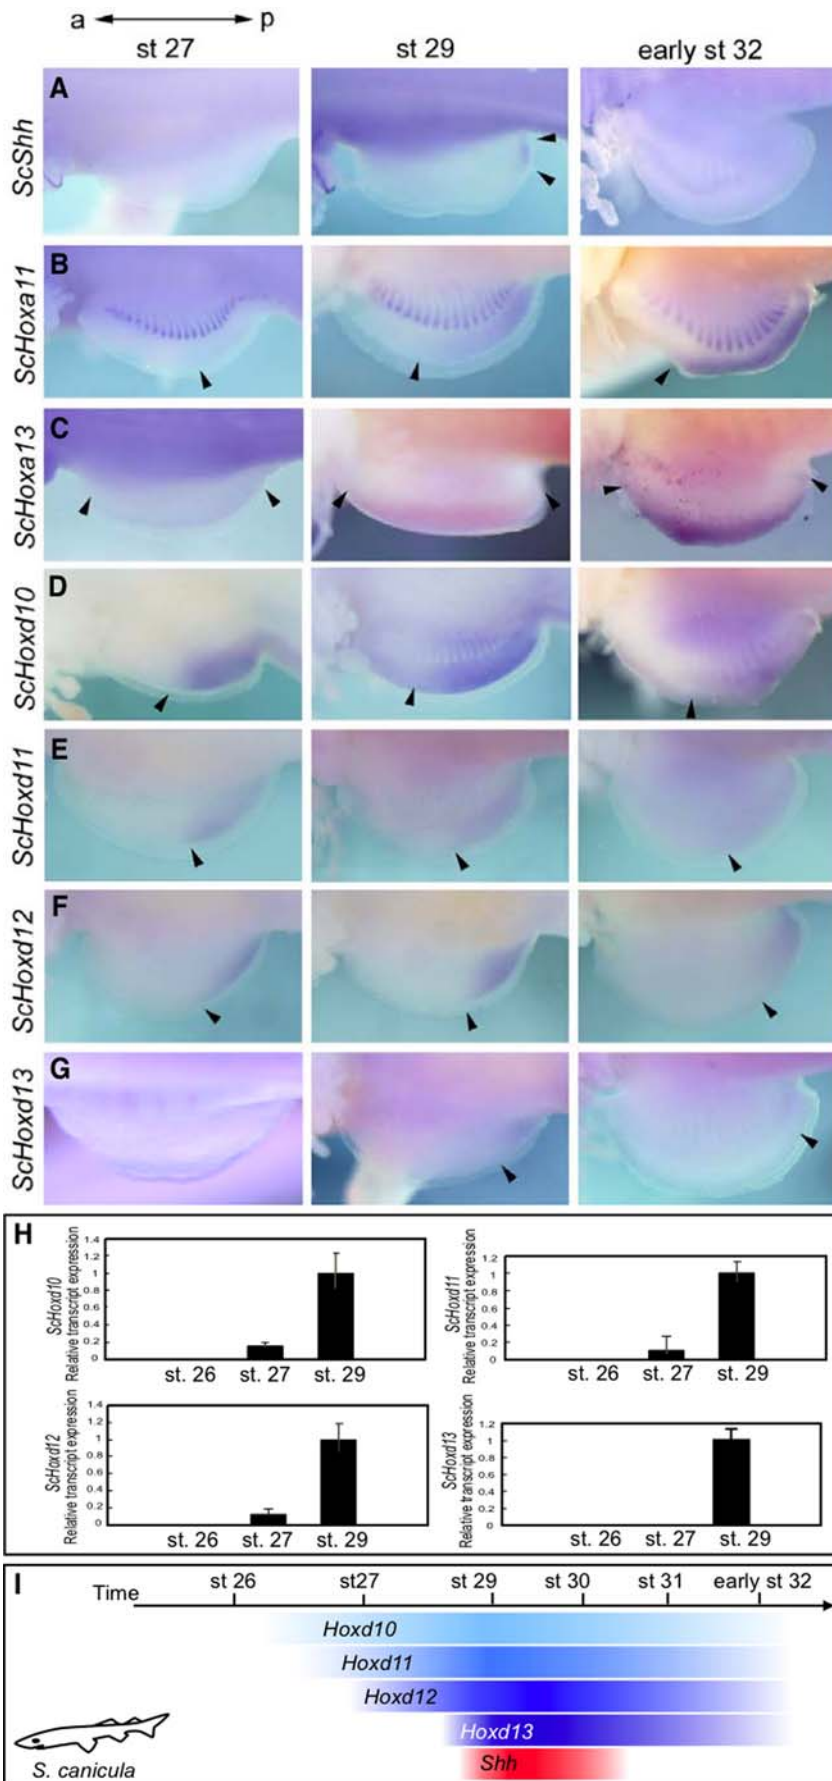 a p
st 27 st 29 early st 32
A
ScShh
B
ScHoxa11
C
ScHoxa13
D
ScHoxd10
E
ScHoxd11
F
ScHoxd12
G
ScHoxd13
H
ScHoxd10
Relative transcript expression
1.4
1.2
1
0.8
0.6
0.4
0.2
0
st. 26 st. 27 st. 29
ScHoxd11
Relative transcript expression
1.2
1
0.8
0.6
0.4
0.2
0
st. 26 st. 27 st. 29
ScHoxd12
Relative transcript expression
1.4
1.2
1
0.8
0.6
0.4
0.2
0
st. 26 st. 27 st. 29
ScHoxd13
Relative transcript expression
1.2
1
0.8
0.6
0.4
0.2
0
st. 26 st. 27 st. 29
I
Time
st 26 st27 st 29 st 30 st 31 early st 32
Hoxd10
Hoxd11
Hoxd12
Hoxd13
Shh
S. canicula